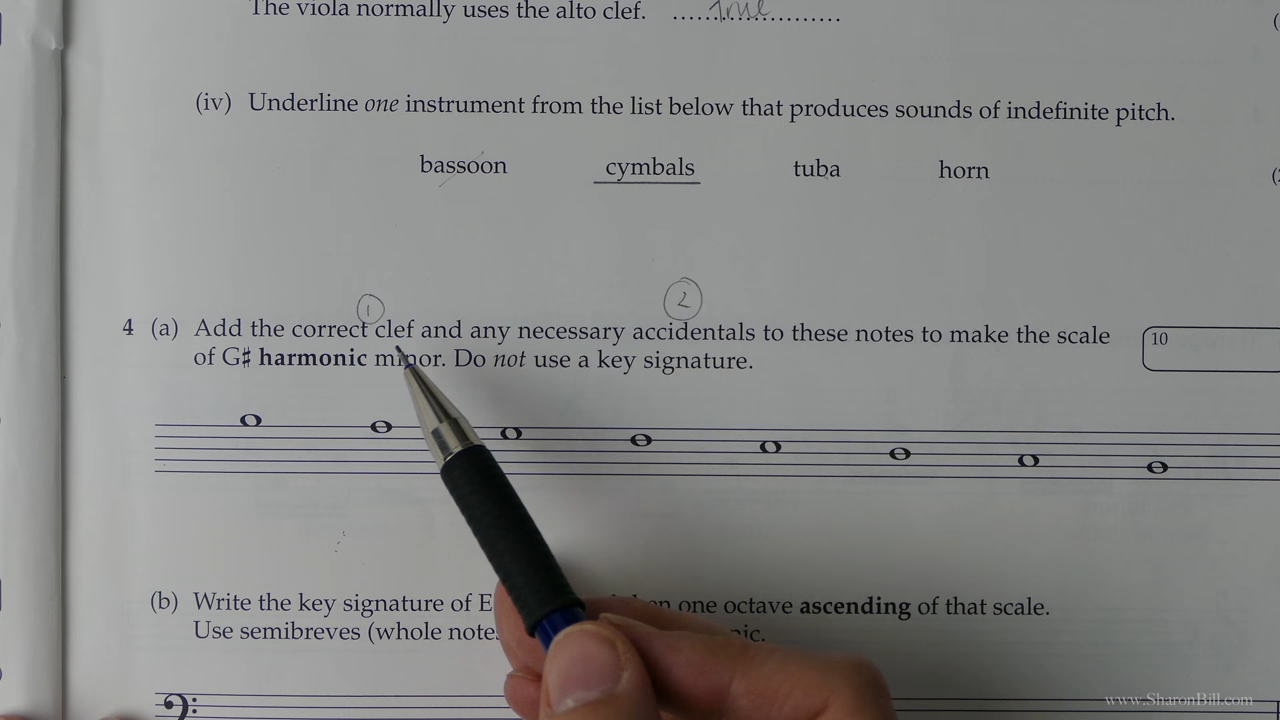 The viola normally uses the alto clef. ........................ True
(iv) Underline one instrument from the list below that produces sounds of indefinite pitch.
bassoon cymbals tuba horn
1 2
4 (a) Add the correct clef and any necessary accidentals to these notes to make the scale
10
of G♯ harmonic minor. Do not use a key signature.
(b) Write the key signature of E one octave ascending of that scale.
Use semibreves (whole
www.SharonBill.com